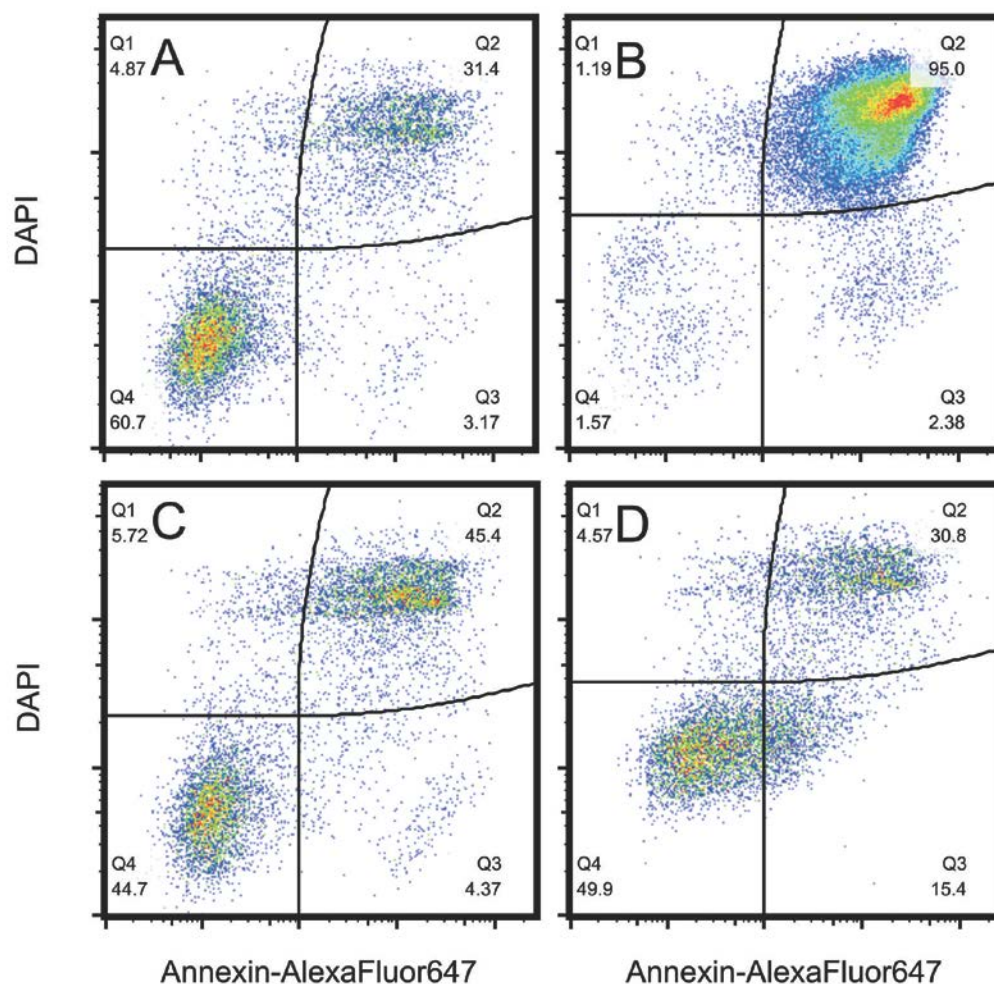 Q1
4.87
A
Q2
31.4
Q4
60.7
Q3
3.17
Q1
1.19
B
Q2
95.0
Q4
1.57
Q3
2.38
DAPI
Q1
5.72
C
Q2
45.4
Q4
44.7
Q3
4.37
Q1
4.57
D
Q2
30.8
Q4
49.9
Q3
15.4
DAPI
Annexin-AlexaFluor647
Annexin-AlexaFluor647